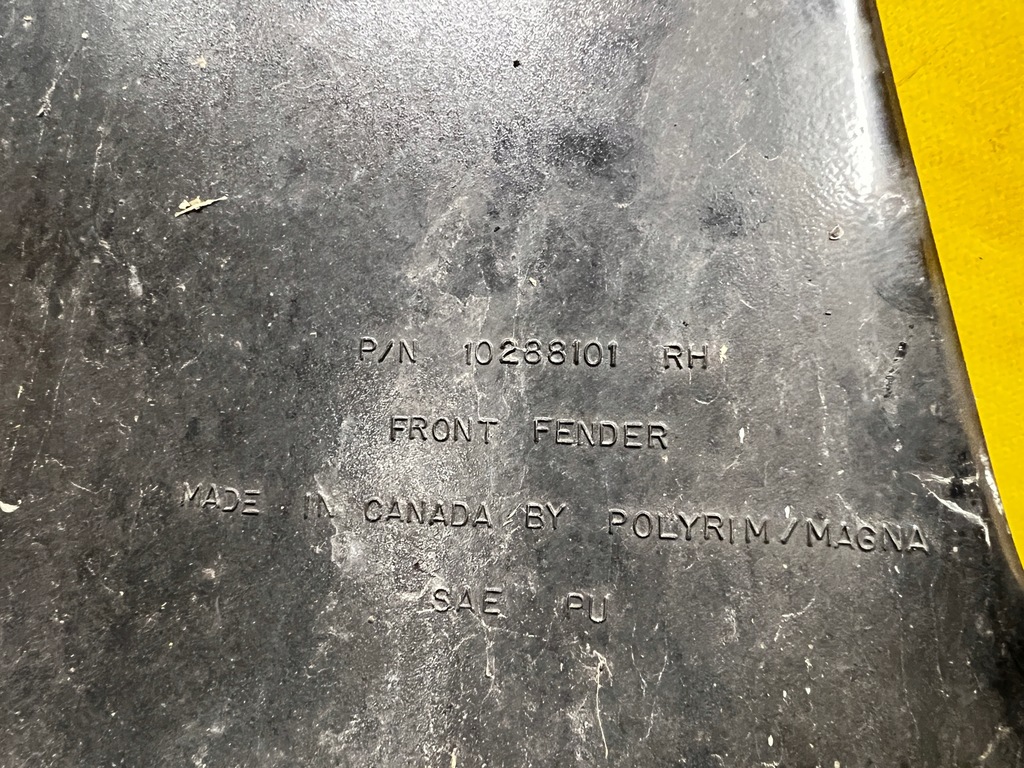 P/N 10288101 RH
FRONT FENDER
MADE IN CANADA BY POLYRIM/MAGNA
SAE PU